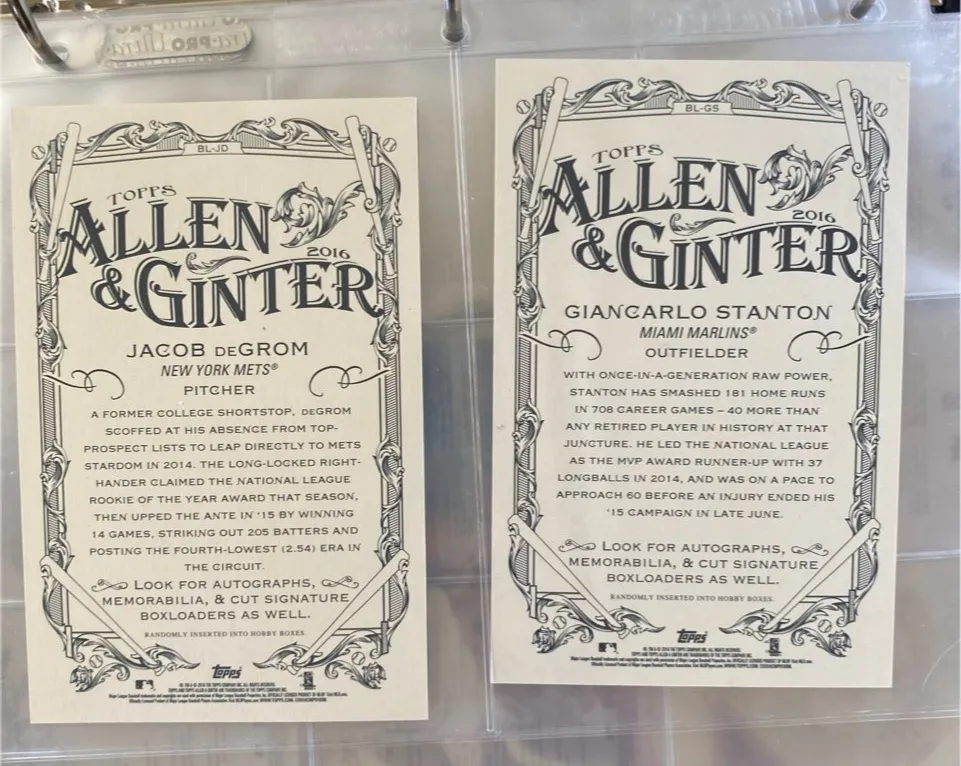 Ultra·PRO
BL-JD
TOPPS
ALLEN
2016
& GINTER
JACOB DEGROM
NEW YORK METS®
PITCHER
A FORMER COLLEGE SHORTSTOP, DEGROM
SCOFFED AT HIS ABSENCE FROM TOP-
PROSPECT LISTS TO LEAP DIRECTLY TO METS
STARDOM IN 2014. THE LONG-LOCKED RIGHT-
HANDER CLAIMED THE NATIONAL LEAGUE
ROOKIE OF THE YEAR AWARD THAT SEASON,
THEN UPPED THE ANTE IN '15 BY WINNING
14 GAMES, STRIKING OUT 205 BATTERS AND
POSTING THE FOURTH-LOWEST (2.54) ERA IN
THE CIRCUIT.
LOOK FOR AUTOGRAPHS,
MEMORABILIA, & CUT SIGNATURE
BOXLOADERS AS WELL.
RANDOMLY INSERTED INTO HOBBY BOXES.
Topps
BL-GS
TOPPS
ALLEN
2016
& GINTER
GIANCARLO STANTON
MIAMI MARLINS®
OUTFIELDER
WITH ONCE-IN-A-GENERATION RAW POWER,
STANTON HAS SMASHED 181 HOME RUNS
IN 708 CAREER GAMES – 40 MORE THAN
ANY RETIRED PLAYER IN HISTORY AT THAT
JUNCTURE. HE LED THE NATIONAL LEAGUE
AS THE MVP AWARD RUNNER-UP WITH 37
LONGBALLS IN 2014, AND WAS ON A PACE TO
APPROACH 60 BEFORE AN INJURY ENDED HIS
'15 CAMPAIGN IN LATE JUNE.
LOOK FOR AUTOGRAPHS,
MEMORABILIA, & CUT SIGNATURE
BOXLOADERS AS WELL.
RANDOMLY INSERTED INTO HOBBY BOXES.
Topps